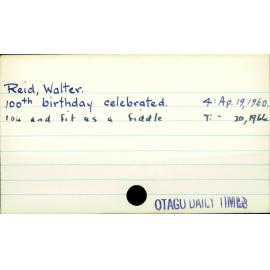 Reid, Walter.
100th birthday celebrated. 4: Ap. 19, 1960.
104 and fit as a fiddle 7: - 20, 1964
OTAGO DAILY TIMES